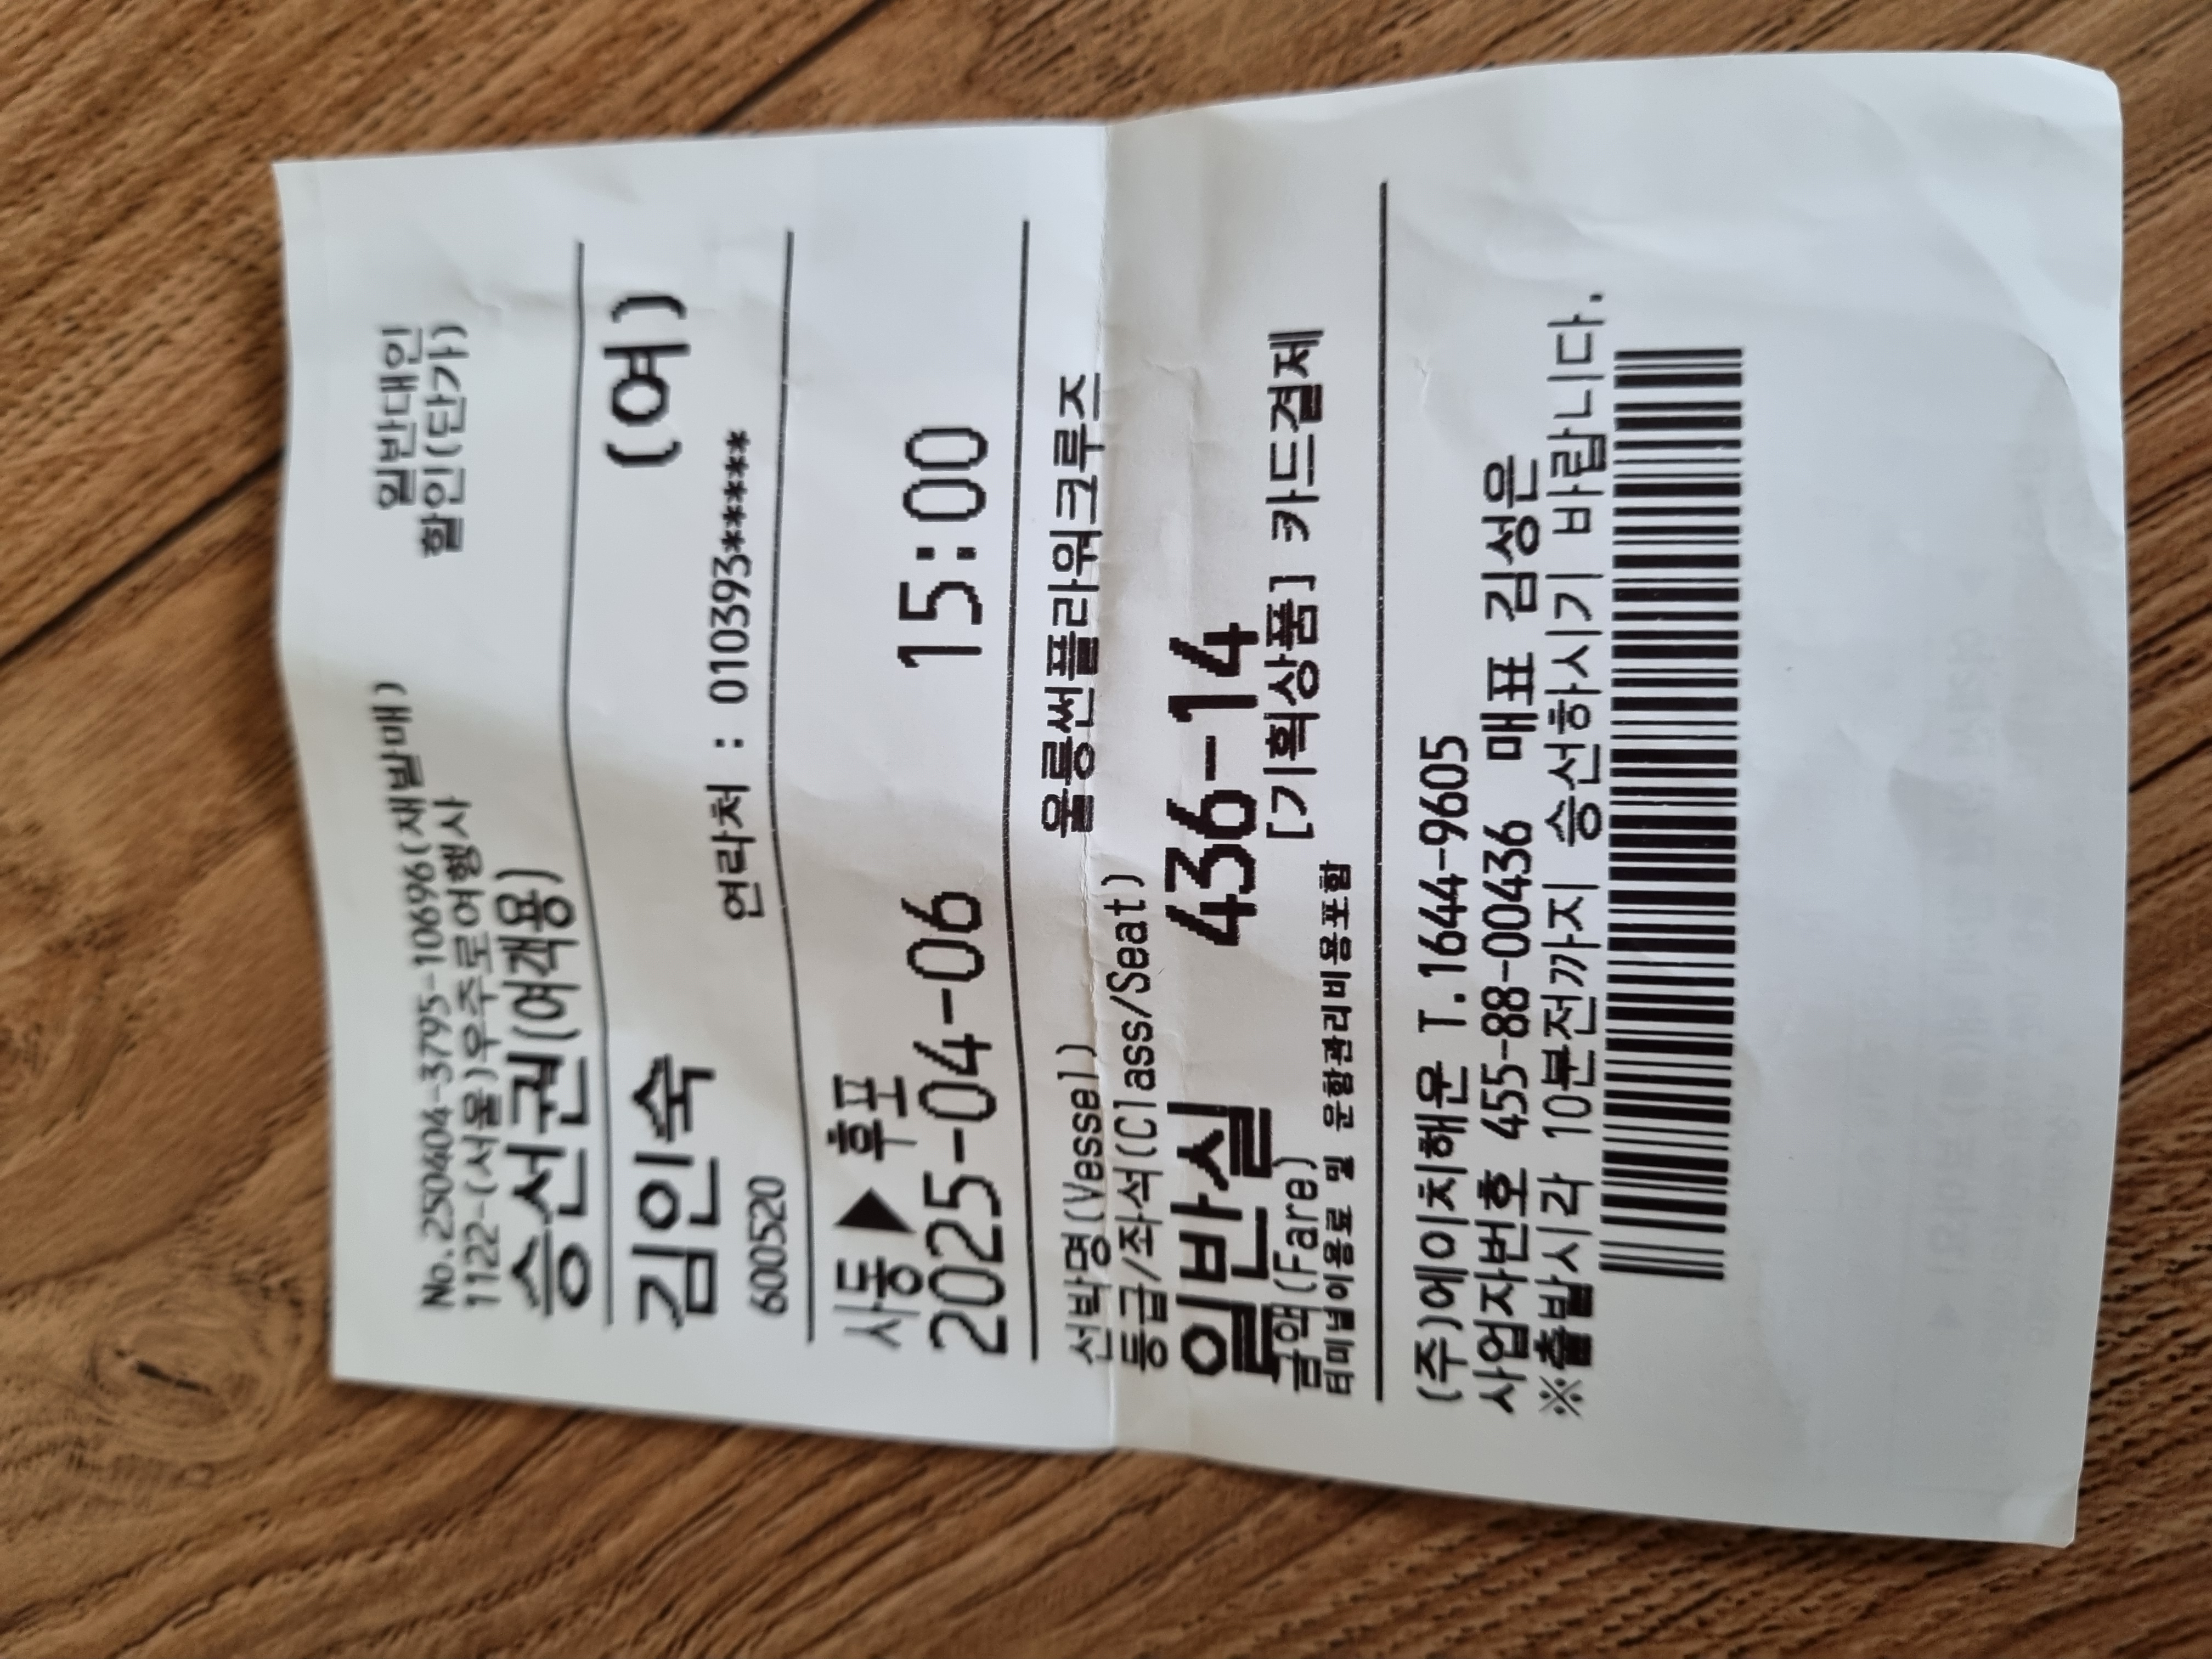 No.250404-3795-10696(재발매) 일반대인
1122-(서울)우주로여행사 할인(단가)
승선권(여객용)
김인숙 (여)
600520 연락처 : 010393*****
사동▶후포
2025-04-06 15:00
선박명(Vessel) 울릉썬플라워크루즈
등급/좌석(Class/Seat)
일반실 436-14
금액(Fare) [기획상품] 카드결제
터미널이용료 및 운항관리비용포함
(주)에이치해운 T.1644-9605
사업자번호 455-88-00436 매표 김성은
※출발시각 10분전까지 승선하시기 바랍니다.